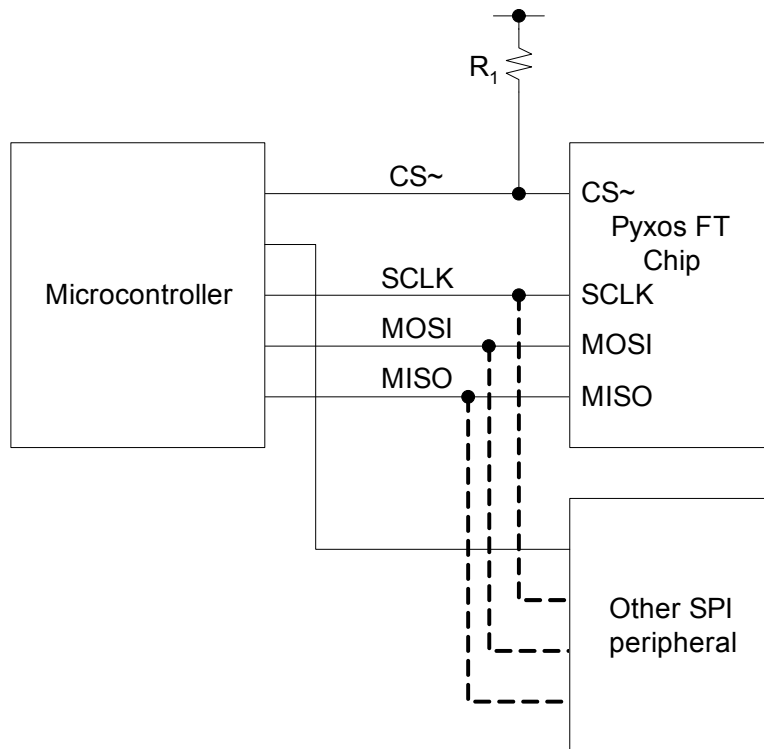 R1
CS~
CS~
Pyxos FT
Chip
Microcontroller
SCLK
SCLK
MOSI
MOSI
MISO
MISO
Other SPI
peripheral